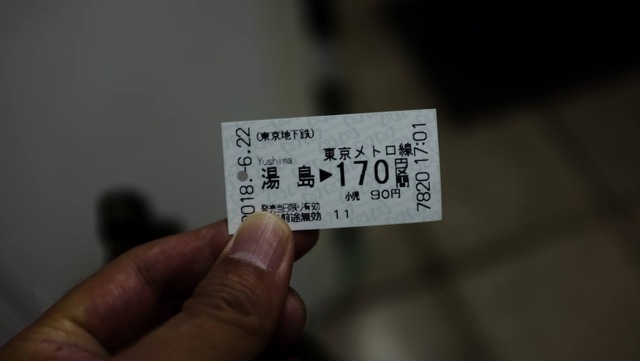 2018.-6.22
(東京地下鉄)
Yushima
東京メトロ線
湯島▶170円区間
小児 90円
発売当日限り有効
前途無効 11
7820 17:01